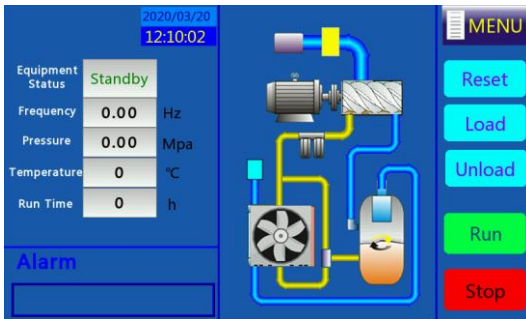 2020/03/20
12:10:02
Equipment
Status
Standby
Frequency
0.00
Hz
Pressure
0.00
Mpa
Temperature
0
℃
Run Time
0
h
Alarm
MENU
Reset
Load
Unload
Run
Stop